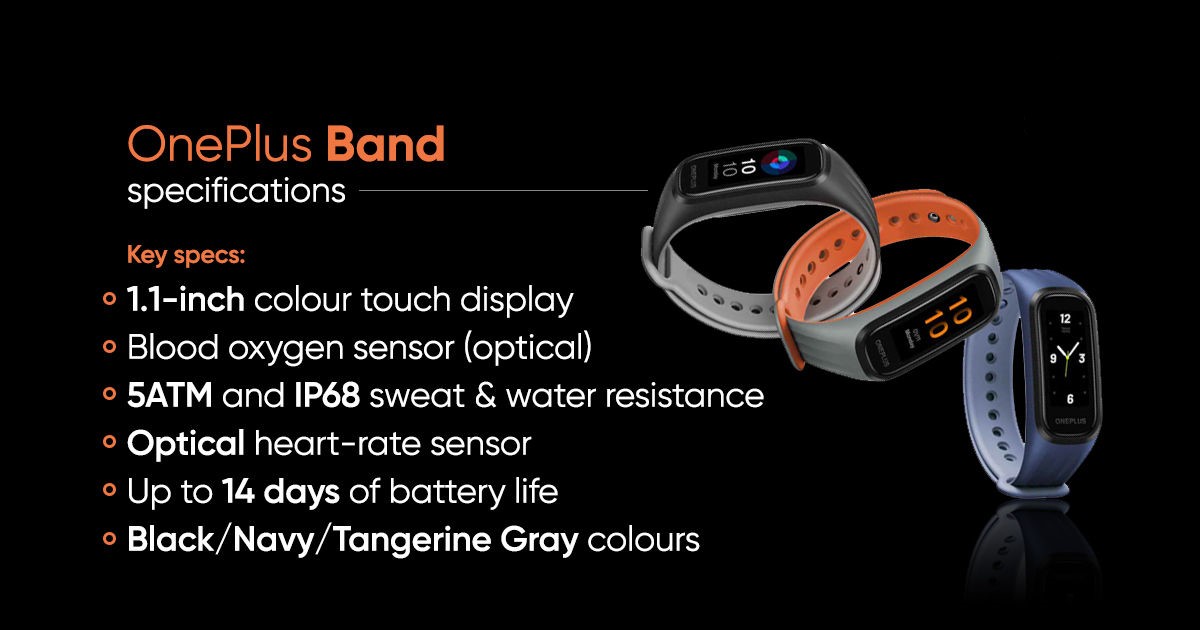 OnePlus Band
specifications
Key specs:
1.1-inch colour touch display
Blood oxygen sensor (optical)
5ATM and IP68 sweat & water resistance
Optical heart-rate sensor
Up to 14 days of battery life
Black/Navy/Tangerine Gray colours
ONEPLUS
10
10
ONEPLUS
10
10
12
9
3
6
ONEPLUS